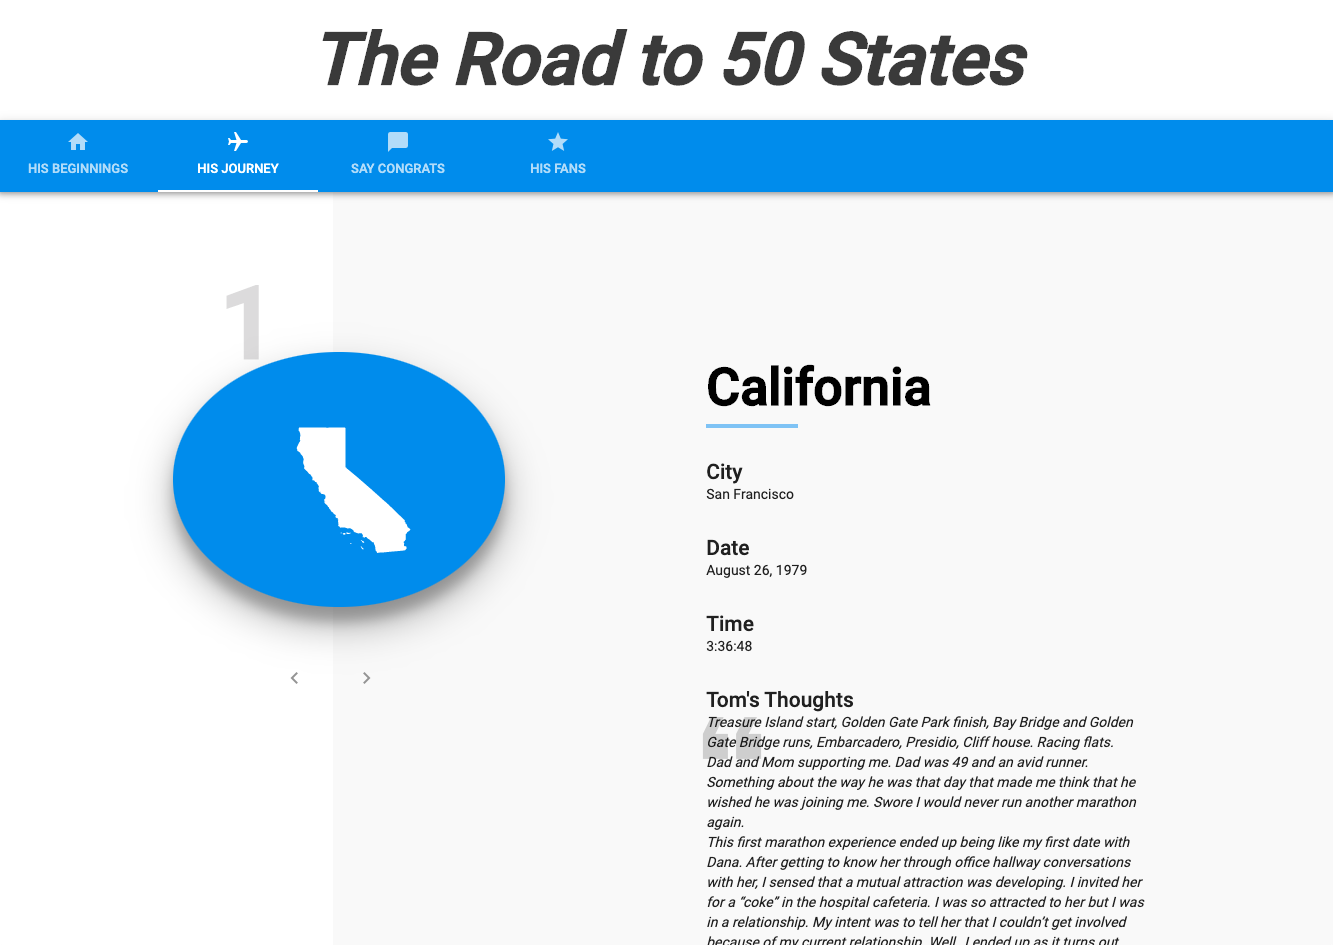 The Road to 50 States
HIS BEGINNINGS
HIS JOURNEY
SAY CONGRATS
HIS FANS
1
California
City
San Francisco
Date
August 26, 1979
Time
3:36:48
Tom's Thoughts
“
Treasure Island start, Golden Gate Park finish, Bay Bridge and Golden
Gate Bridge runs, Embarcadero, Presidio, Cliff house. Racing flats.
Dad and Mom supporting me. Dad was 49 and an avid runner.
Something about the way he was that day that made me think that he
wished he was joining me. Swore I would never run another marathon
again.
This first marathon experience ended up being like my first date with
Dana. After getting to know her through office hallway conversations
with her, I sensed that a mutual attraction was developing. I invited her
for a “coke” in the hospital cafeteria. I was so attracted to her but I was
in a relationship. My intent was to tell her that I couldn’t get involved
because of my current relationship. Well, I ended up as it turns out